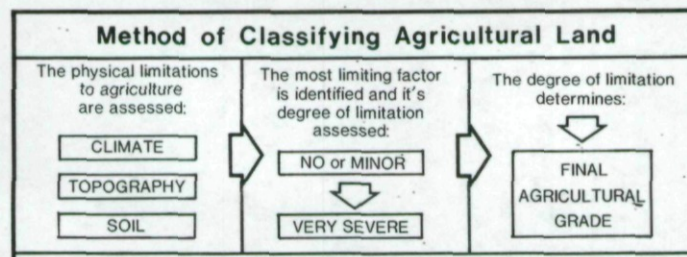 Method of Classifying Agricultural Land
The physical limitations
to agriculture
are assessed:
CLIMATE
TOPOGRAPHY
SOIL
The most limiting factor
is identified and it's
degree of limitation
assessed:
NO or MINOR
VERY SEVERE
The degree of limitation
determines:
FINAL
AGRICULTURAL
GRADE